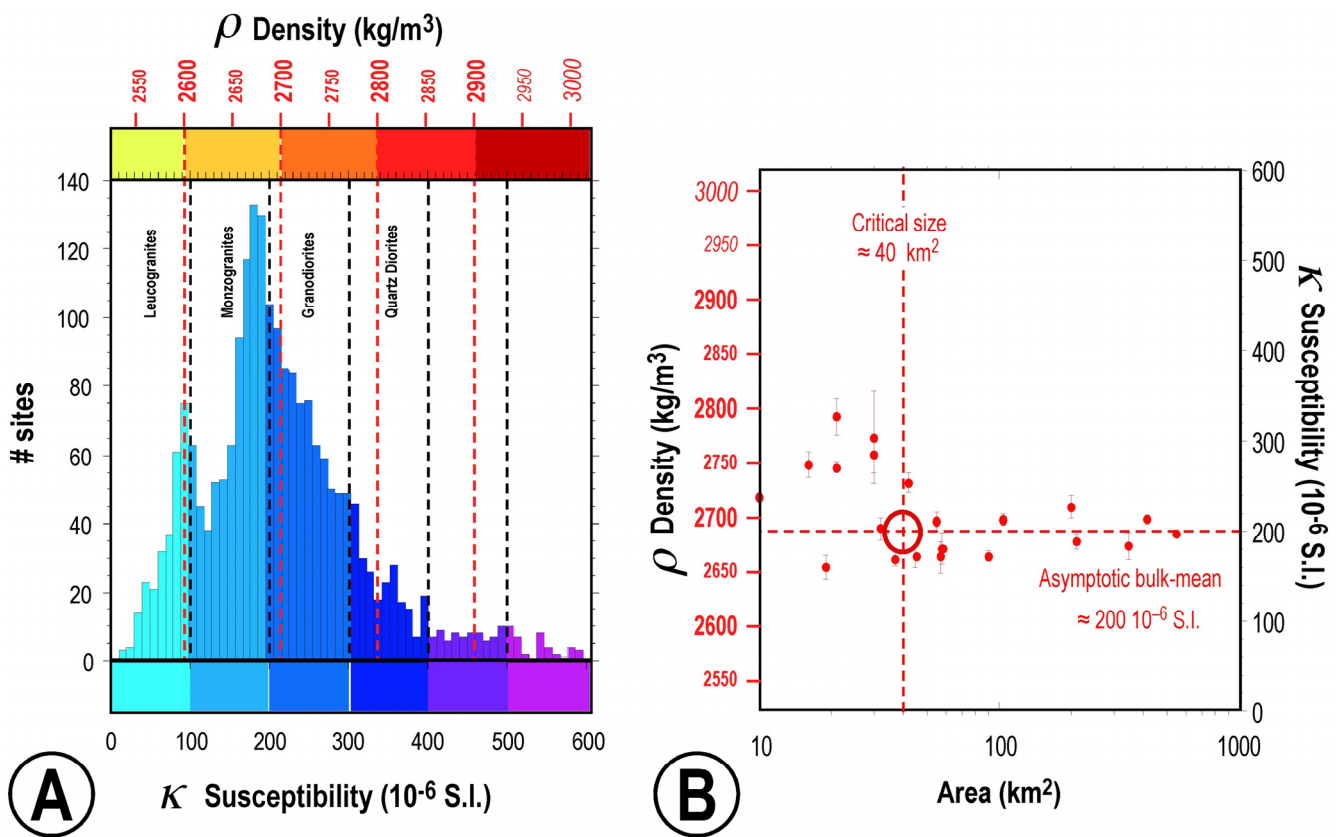 ρ Density (kg/m³)
2550 2600 2650 2700 2750 2800 2850 2900 2950 3000
140
120
100
80
60
40
20
0
# sites
Leucogranites
Monzogranites
Granodiorites
Quartz Diorites
0 100 200 300 400 500 600
κ Susceptibility (10⁻⁶ S.I.)
A
3000
2950
2900
2850
2800
2750
2700
2650
2600
2550
ρ Density (kg/m³)
Critical size
≈ 40 km²
Asymptotic bulk-mean
≈ 200 10⁻⁶ S.I.
600
500
400
300
200
100
0
κ Susceptibility (10⁻⁶ S.I.)
10 100 1000
Area (km²)
B